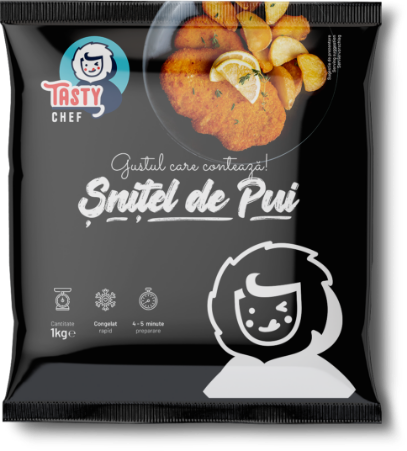 TASTY
CHEF
Gustul care contează!
Șnițel de Pui
Cantitate
1kg e
Congelat
rapid
4-5 minute
preparare